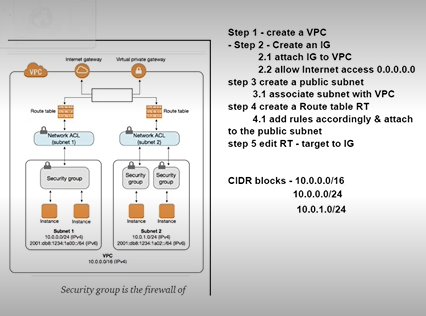 Step 1 - create a VPC
- Step 2 - Create an IG
2.1 attach IG to VPC
2.2 allow Internet access 0.0.0.0.0
step 3 create a public subnet
3.1 associate subnet with VPC
step 4 create a Route table RT
4.1 add rules accordingly & attach
to the public subnet
step 5 edit RT - target to IG
CIDR blocks - 10.0.0.0/16
10.0.0.0/24
10.0.1.0/24
Internet gateway
Virtual private gateway
VPC
Route table
Route table
Network ACL
(subnet 1)
Network ACL
(subnet 2)
Security group
Security
group
Security
group
Instance
Instance
Instance
Instance
Subnet 1
10.0.0.0/24 (IPv4)
2001:db8:1234:1a00::/64 (IPv6)
Subnet 2
10.0.1.0/24 (IPv4)
2001:db8:1234:1a02::/64 (IPv6)
VPC
10.0.0.0/16 (IPv4)
Security group is the firewall of